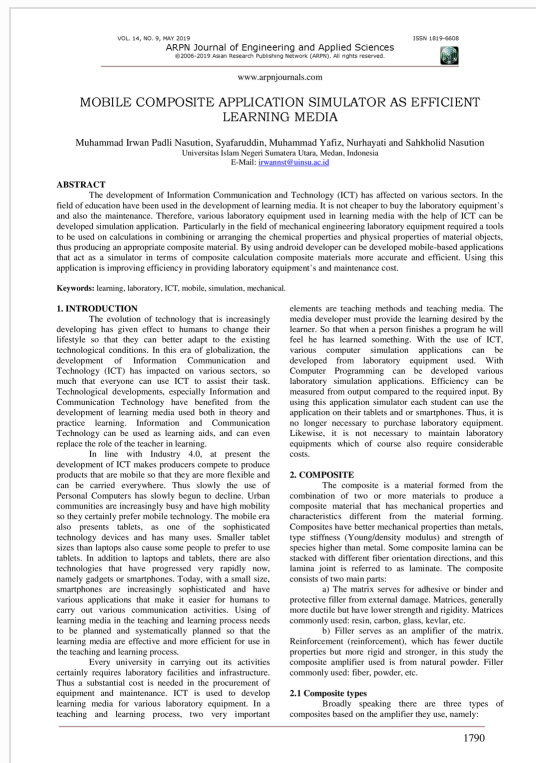 VOL. 14, NO. 9, MAY 2019 ISSN 1819-6608
ARPN Journal of Engineering and Applied Sciences
©2006-2019 Asian Research Publishing Network (ARPN). All rights reserved.
www.arpnjournals.com
MOBILE COMPOSITE APPLICATION SIMULATOR AS EFFICIENT
LEARNING MEDIA
Muhammad Irwan Padli Nasution, Syafaruddin, Muhammad Yafiz, Nurhayati and Sahkholid Nasution
Universitas Islam Negeri Sumatera Utara, Medan, Indonesia
E-Mail: irwannst@uinsu.ac.id
ABSTRACT
The development of Information Communication and Technology (ICT) has affected on various sectors. In the
field of education have been used in the development of learning media. It is not cheaper to buy the laboratory equipment's
and also the maintenance. Therefore, various laboratory equipment used in learning media with the help of ICT can be
developed simulation application. Particularly in the field of mechanical engineering laboratory equipment required a tools
to be used on calculations in combining or arranging the chemical properties and physical properties of material objects,
thus producing an appropriate composite material. By using android developer can be developed mobile-based applications
that act as a simulator in terms of composite calculation composite materials more accurate and efficient. Using this
application is improving efficiency in providing laboratory equipment's and maintenance cost.
Keywords: learning, laboratory, ICT, mobile, simulation, mechanical.
1. INTRODUCTION
The evolution of technology that is increasingly
developing has given effect to humans to change their
lifestyle so that they can better adapt to the existing
technological conditions. In this era of globalization, the
development of Information Communication and
Technology (ICT) has impacted on various sectors, so
much that everyone can use ICT to assist their task.
Technological developments, especially Information and
Communication Technology have benefited from the
development of learning media used both in theory and
practice learning. Information and Communication
Technology can be used as learning aids, and can even
replace the role of the teacher in learning.
In line with Industry 4.0, at present the
development of ICT makes producers compete to produce
products that are mobile so that they are more flexible and
can be carried everywhere. Thus slowly the use of
Personal Computers has slowly begun to decline. Urban
communities are increasingly busy and have high mobility
so they certainly prefer mobile technology. The mobile era
also presents tablets, as one of the sophisticated
technology devices and has many uses. Smaller tablet
sizes than laptops also cause some people to prefer to use
tablets. In addition to laptops and tablets, there are also
technologies that have progressed very rapidly now,
namely gadgets or smartphones. Today, with a small size,
smartphones are increasingly sophisticated and have
various applications that make it easier for humans to
carry out various communication activities. Using of
learning media in the teaching and learning process needs
to be planned and systematically planned so that the
learning media are effective and more efficient for use in
the teaching and learning process.
Every university in carrying out its activities
certainly requires laboratory facilities and infrastructure.
Thus a substantial cost is needed in the procurement of
equipment and maintenance. ICT is used to develop
learning media for various laboratory equipment. In a
teaching and learning process, two very important
elements are teaching methods and teaching media. The
media developer must provide the learning desired by the
learner. So that when a person finishes a program he will
feel he has learned something. With the use of ICT,
various computer simulation applications can be
developed from laboratory equipment used. With
Computer Programming can be developed various
laboratory simulation applications. Efficiency can be
measured from output compared to the required input. By
using this application simulator each student can use the
application on their tablets and or smartphones. Thus, it is
no longer necessary to purchase laboratory equipment.
Likewise, it is not necessary to maintain laboratory
equipments which of course also require considerable
costs.
2. COMPOSITE
The composite is a material formed from the
combination of two or more materials to produce a
composite material that has mechanical properties and
characteristics different from the material forming.
Composites have better mechanical properties than metals,
type stiffness (Young/density modulus) and strength of
species higher than metal. Some composite lamina can be
stacked with different fiber orientation directions, and this
lamina joint is referred to as laminate. The composite
consists of two main parts:
a) The matrix serves for adhesive or binder and
protective filler from external damage. Matrices, generally
more ductile but have lower strength and rigidity. Matrices
commonly used: resin, carbon, glass, kevlar, etc.
b) Filler serves as an amplifier of the matrix.
Reinforcement (reinforcement), which has fewer ductile
properties but more rigid and stronger, in this study the
composite amplifier used is from natural powder. Filler
commonly used: fiber, powder, etc.
2.1 Composite types
Broadly speaking there are three types of
composites based on the amplifier they use, namely:
1790